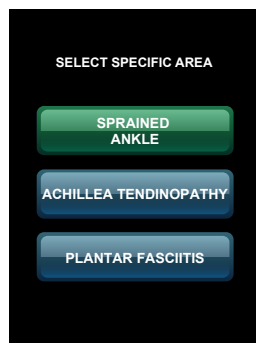 SELECT SPECIFIC AREA
SPRAINED
ANKLE
ACHILLEA TENDINOPATHY
PLANTAR FASCIITIS